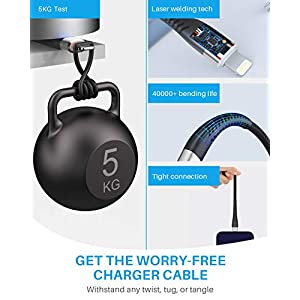 5KG Test
Laser welding tech
40000+ bending life
5
KG
Tight connection
GET THE WORRY-FREE
CHARGER CABLE
Withstand any twist, tug, or tangle